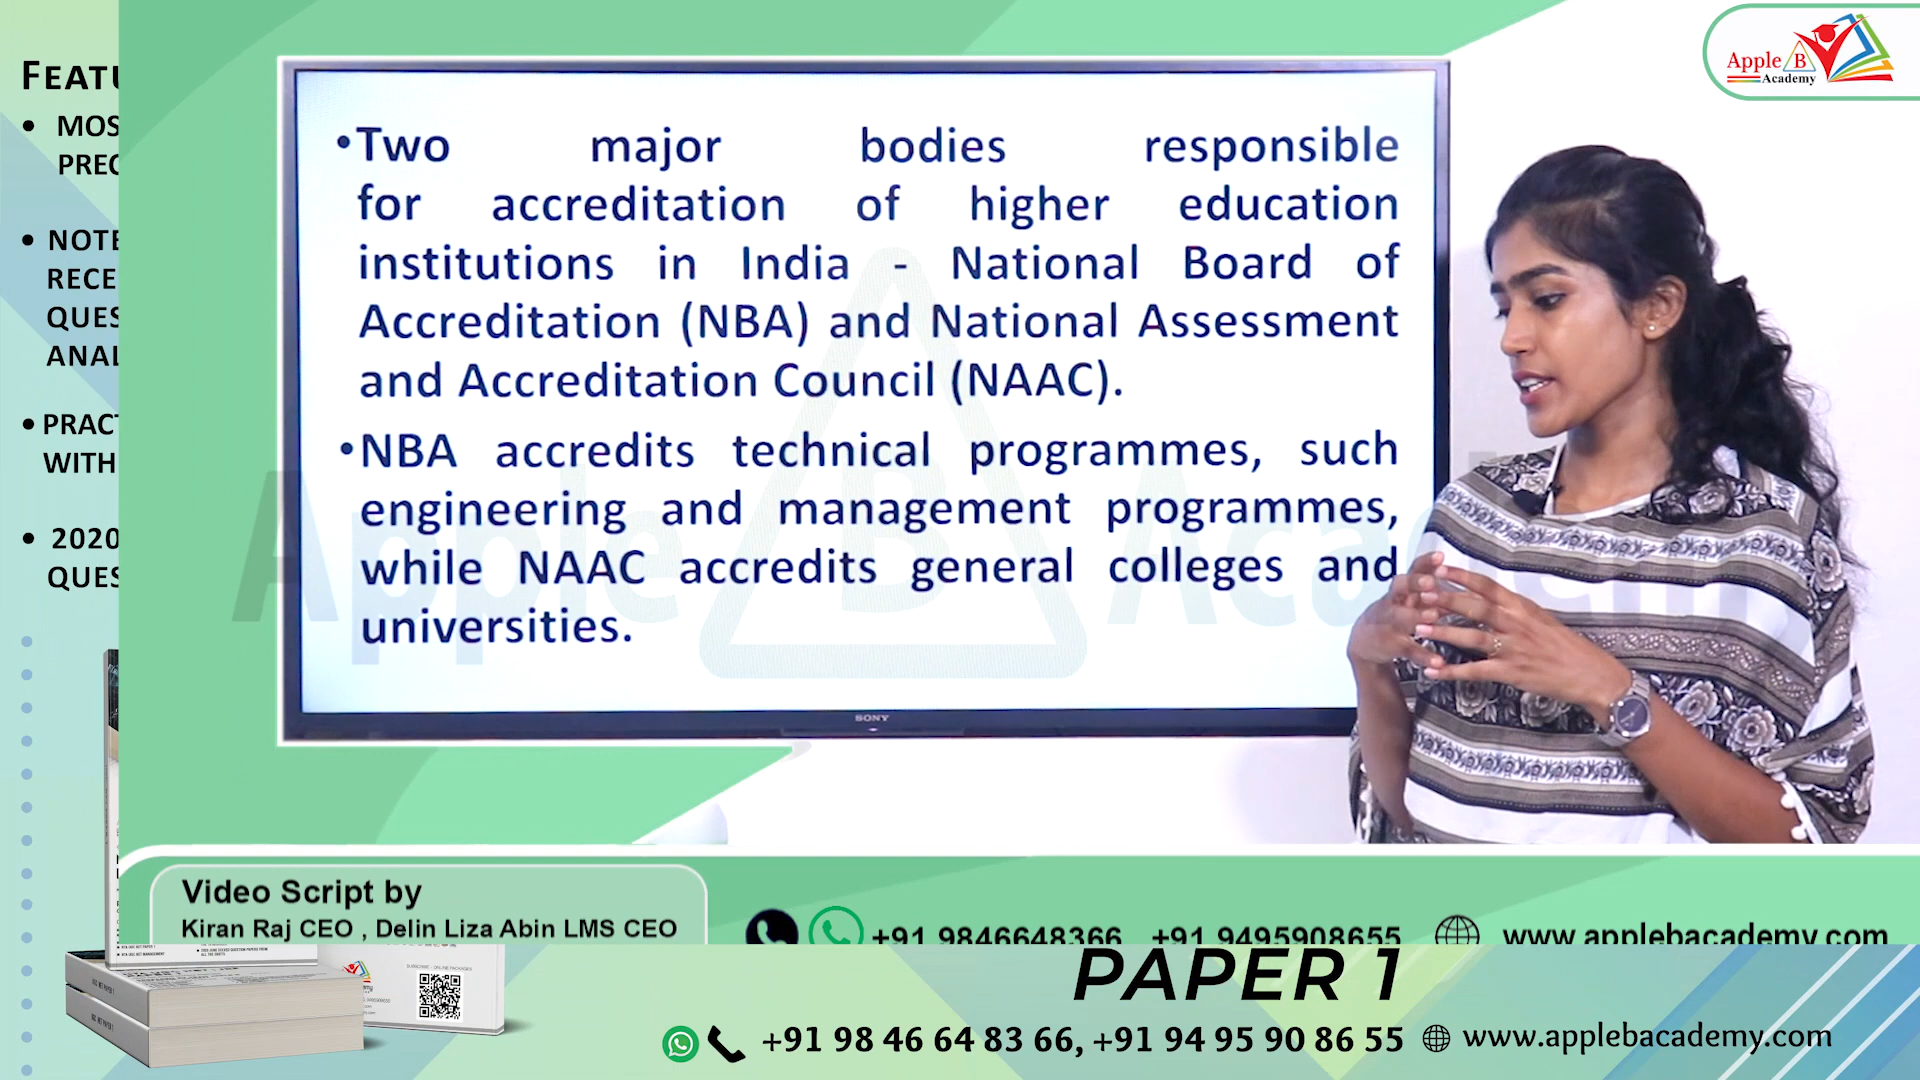 FEATU
• MOS
PREC
• NOTE
RECE
QUES
ANAL
• PRACT
WITH
• 2020
QUES
Apple B
Academy
•Two major bodies responsible
for accreditation of higher education
institutions in India - National Board of
Accreditation (NBA) and National Assessment
and Accreditation Council (NAAC).
•NBA accredits technical programmes, such
engineering and management programmes,
while NAAC accredits general colleges and
universities.
Apple B Academy
SONY
Video Script by
Kiran Raj CEO , Delin Liza Abin LMS CEO
+91 9846648366 +91 9495908655
www.applebacademy.com
PAPER 1
+91 98 46 64 83 66, +91 94 95 90 86 55
www.applebacademy.com